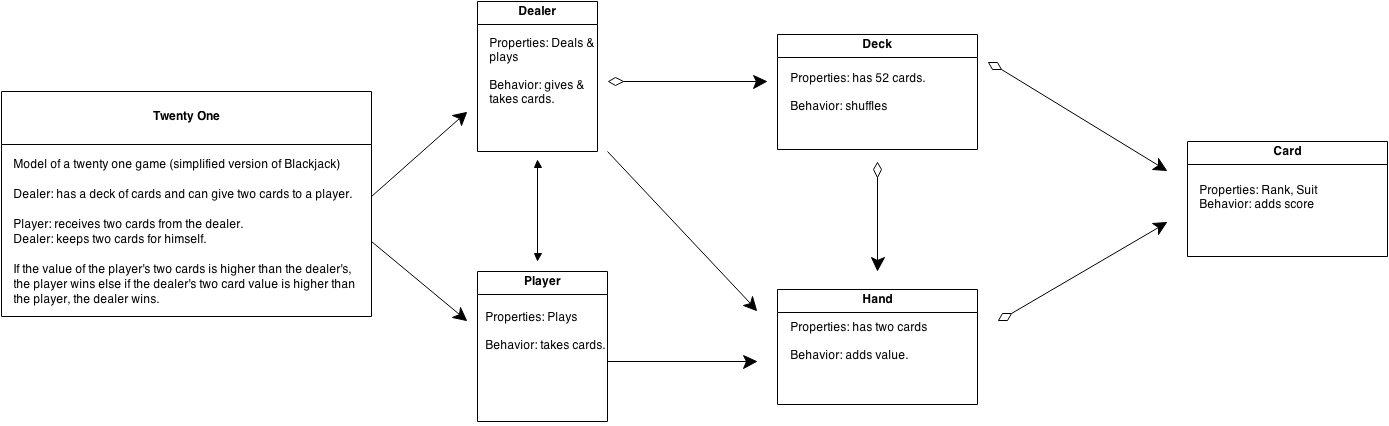 Twenty One
Model of a twenty one game (simplified version of Blackjack)
Dealer: has a deck of cards and can give two cards to a player.
Player: receives two cards from the dealer.
Dealer: keeps two cards for himself.
If the value of the player's two cards is higher than the dealer's,
the player wins else if the dealer's two card value is higher than
the player, the dealer wins.
Dealer
Properties: Deals &
plays
Behavior: gives &
takes cards.
Player
Properties: Plays
Behavior: takes cards.
Deck
Properties: has 52 cards.
Behavior: shuffles
Hand
Properties: has two cards
Behavior: adds value.
Card
Properties: Rank, Suit
Behavior: adds score